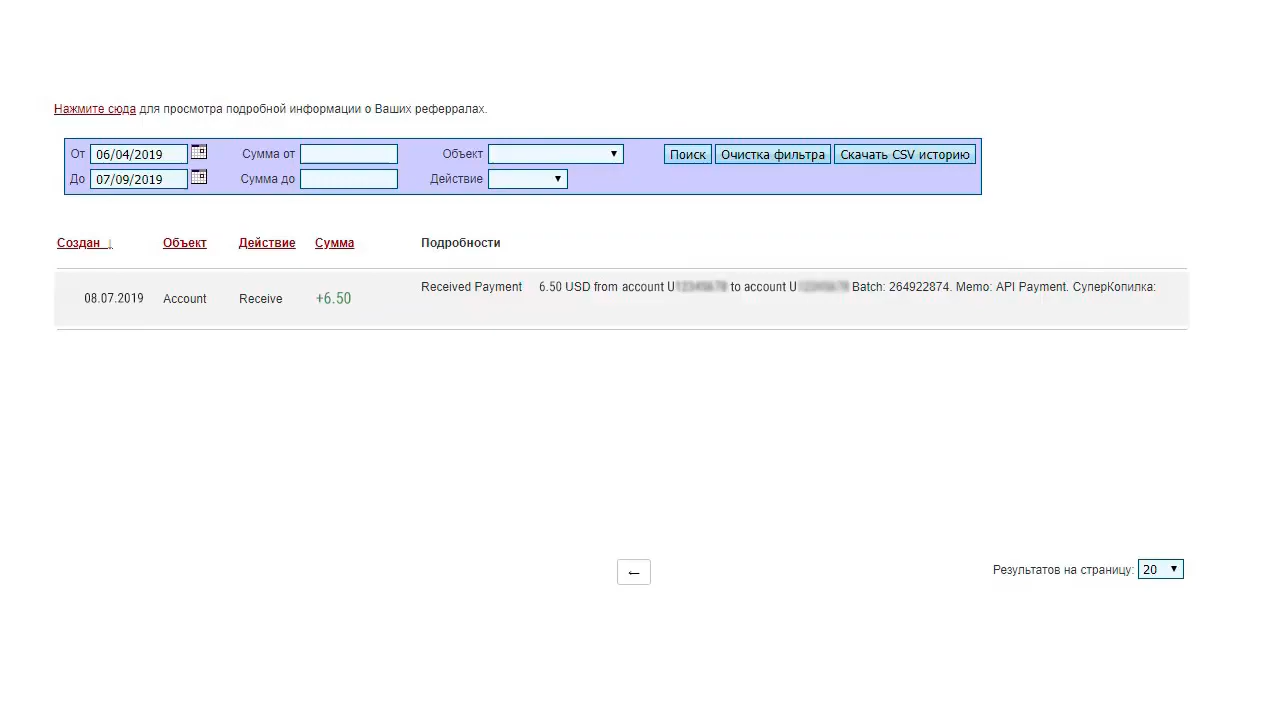 Нажмите сюда для просмотра подробной информации о Ваших реферралах.
От 06/04/2019 Сумма от Объект Поиск Очистка фильтра Скачать CSV историю
До 07/09/2019 Сумма до Действие
Создан ↓ Объект Действие Сумма Подробности
08.07.2019 Account Receive +6.50 Received Payment 6.50 USD from account U to account U Batch: 264922874. Memo: API Payment. СуперКопилка:
← Результатов на страницу: 20